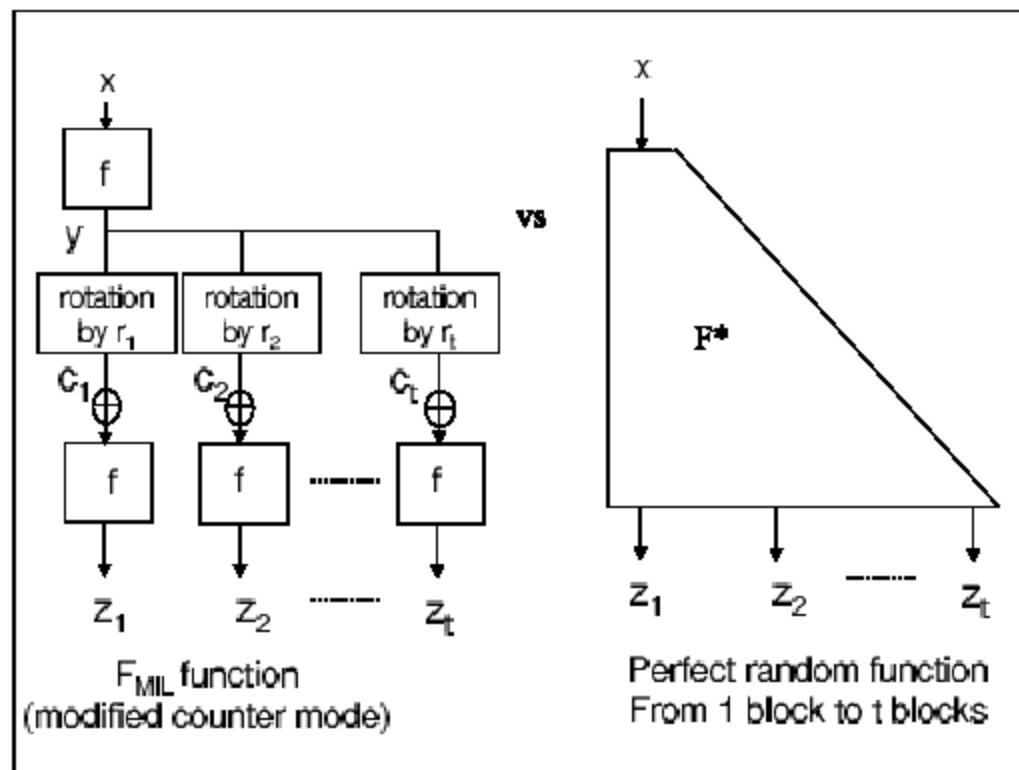 x
f
y
rotation by r₁
rotation by r₂
rotation by rₜ
c₁
c₂
cₜ
f
f
f
z₁
z₂
zₜ
F_MIL function
(modified counter mode)
vs
x
F*
z₁
z₂
zₜ
Perfect random function
From 1 block to t blocks